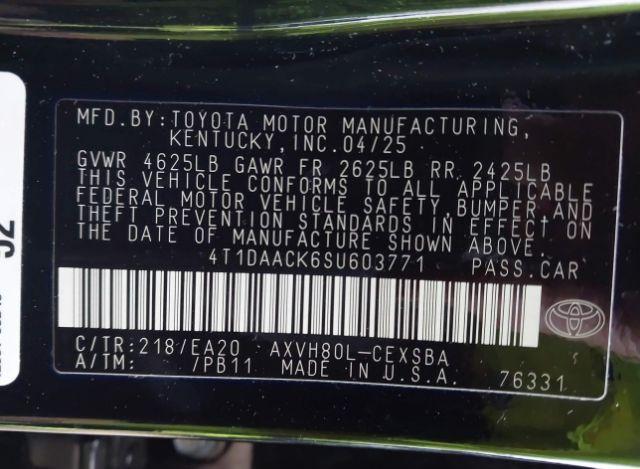 MFD.BY:TOYOTA MOTOR MANUFACTURING,
KENTUCKY,INC.04/25
GVWR 4625LB GAWR FR 2625LB RR 2425LB
THIS VEHICLE CONFORMS TO ALL APPLICABLE
FEDERAL MOTOR VEHICLE SAFETY,BUMPER,AND
THEFT PREVENTION STANDARDS IN EFFECT ON
THE DATE OF MANUFACTURE SHOWN ABOVE.
4T1DAACK6SU603771 PASS.CAR
C/TR:218/EA20 AXVH80L-CEXSBA
A/TM: /PB11 MADE IN U.S.A. 76331